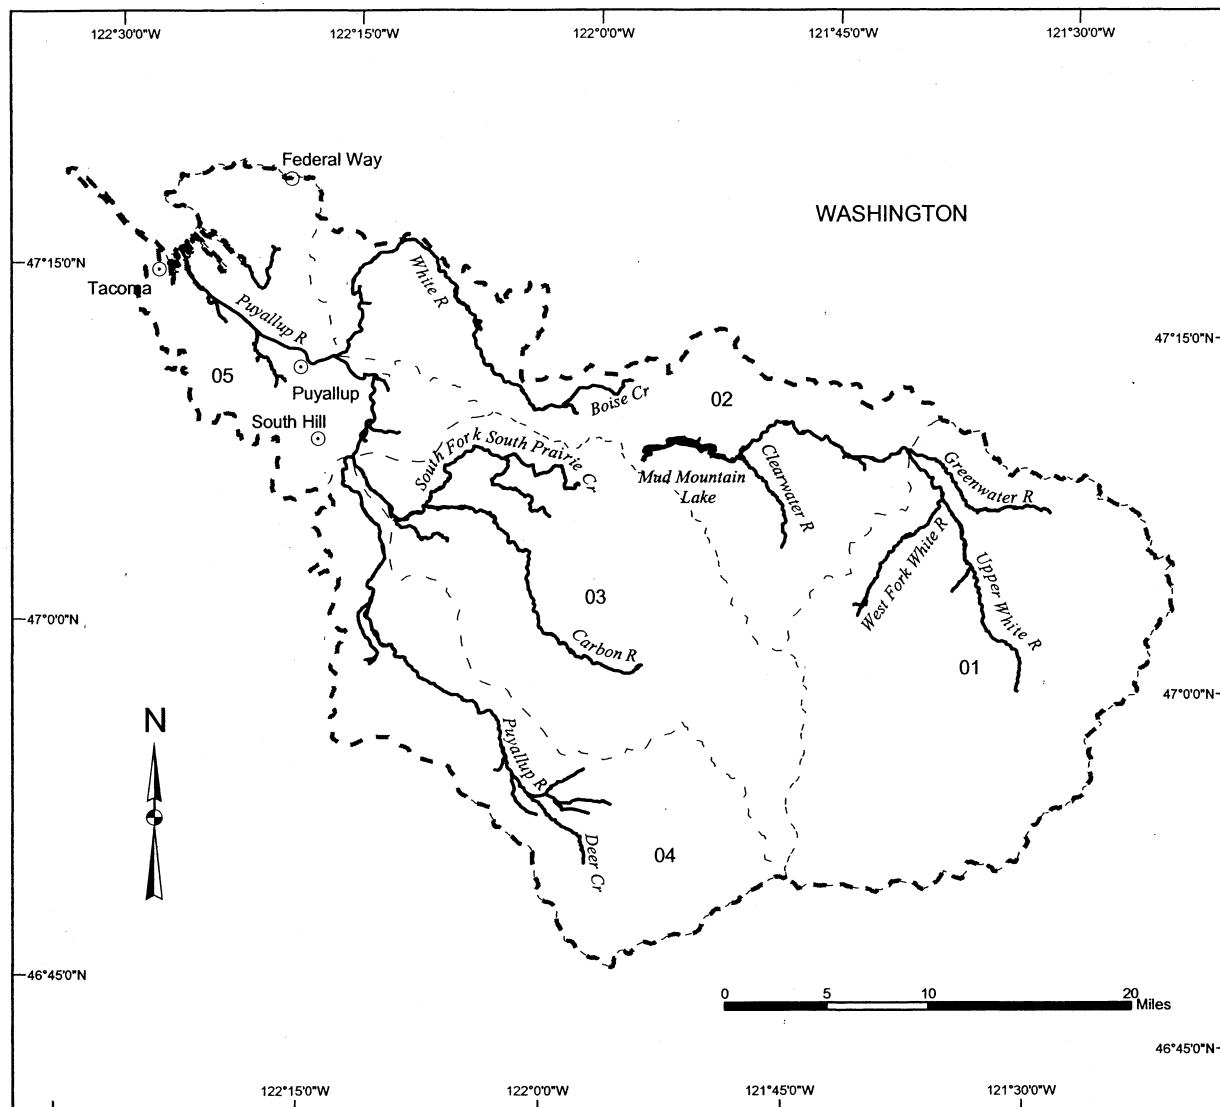 122°30'0"W 122°15'0"W 122°0'0"W 121°45'0"W 121°30'0"W
Federal Way
WASHINGTON
47°15'0"N
White R
Tacoma
Puyallup R
47°15'0"N
05
Puyallup
Boise Cr
02
South Hill
South Fork South Prairie Cr
Mud Mountain
Lake
Clearwater R
Greenwater R
West Fork White R
Upper White R
03
47°0'0"N
Carbon R
01
47°0'0"N
N
Puyallup R
Deer Cr
04
46°45'0"N
0 5 10 20
Miles
46°45'0"N
122°15'0"W 122°0'0"W 121°45'0"W 121°30'0"W